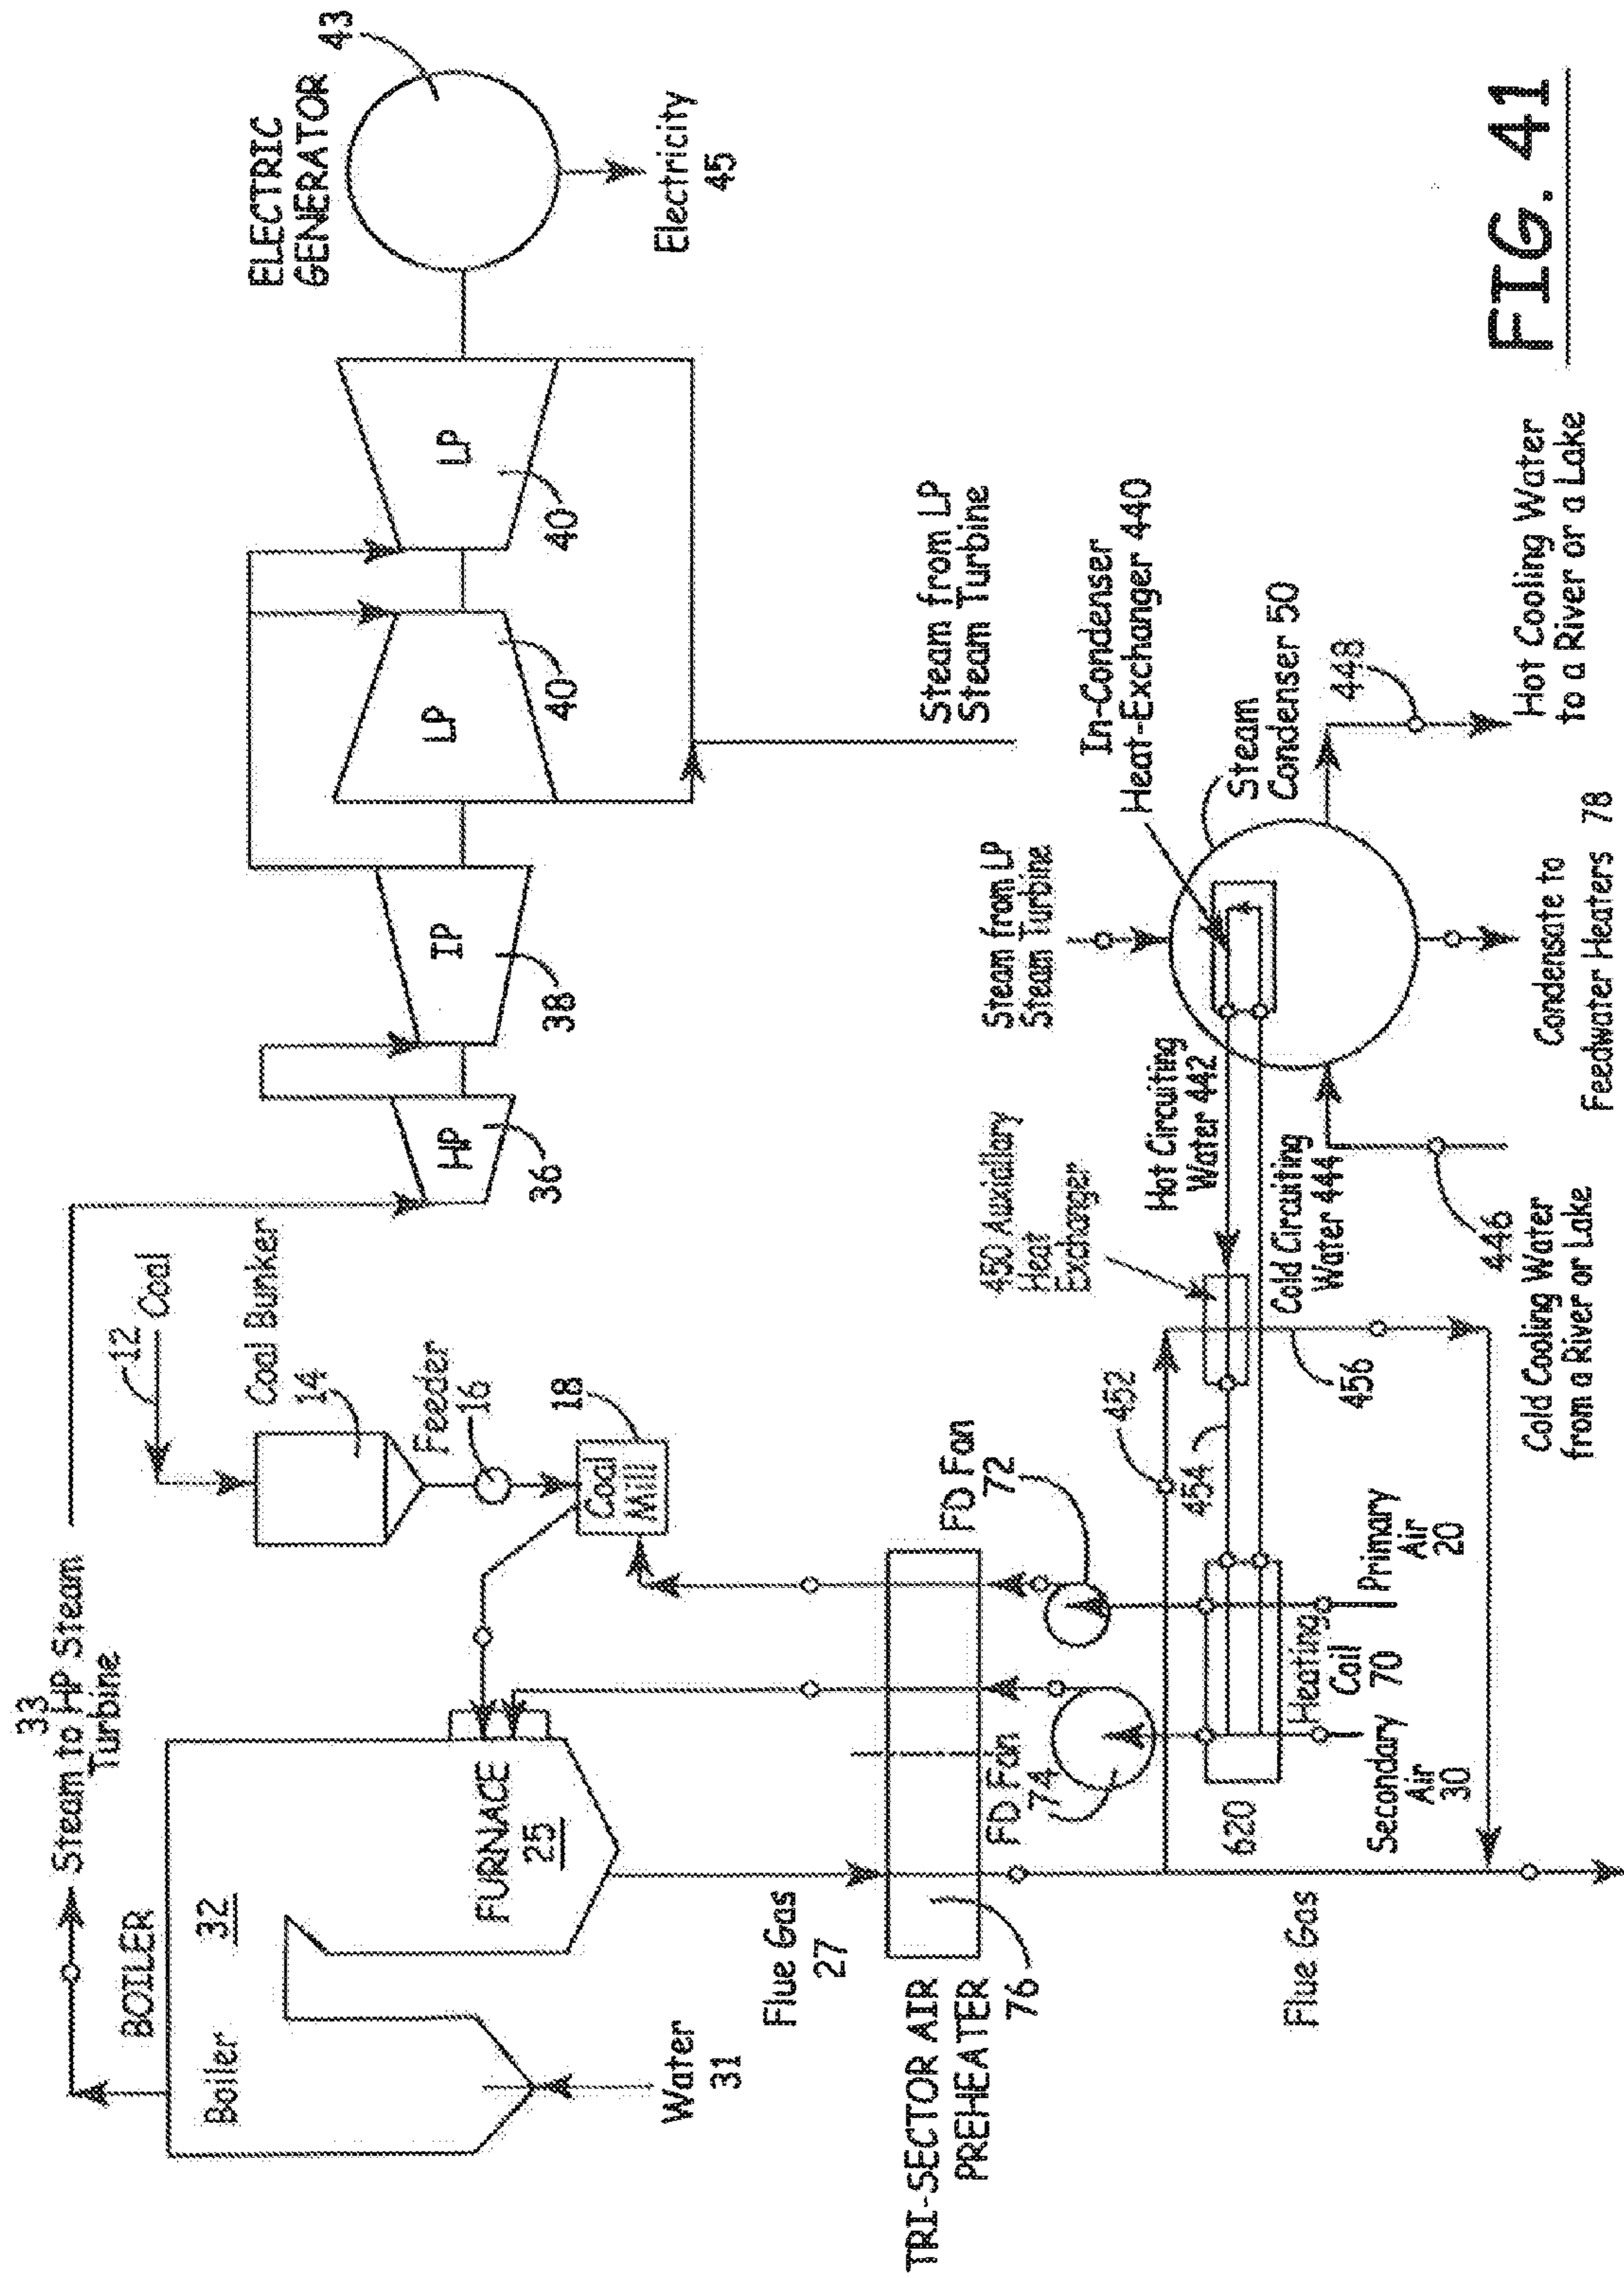 33
Steam to HP Steam
Turbine
BOILER
Boiler
32
FURNACE
25
Water
31
12
Coal
Coal Bunker
14
Feeder
16
Coal
Mill
18
HP
36
IP
38
LP
40
LP
40
ELECTRIC
GENERATOR
43
Electricity
45
Steam from LP
Steam Turbine
Flue Gas
27
TRI-SECTOR AIR
PREHEATER
76
FD Fan
72
FD Fan
74
620
Heating
Coil
70
Secondary
Air
30
Primary
Air
20
Flue Gas
452
454
456
450 Auxiliary
Heat
Exchanger
Hot Circuiting
Water 442
Cold Circuiting
Water 444
Steam from LP
Steam Turbine
In-Condenser
Heat-Exchanger 440
Steam
Condenser 50
446
Cold Cooling Water
from a River or Lake
448
Hot Cooling Water
to a River or a Lake
Condensate to
Feedwater Heaters 78
FIG. 41